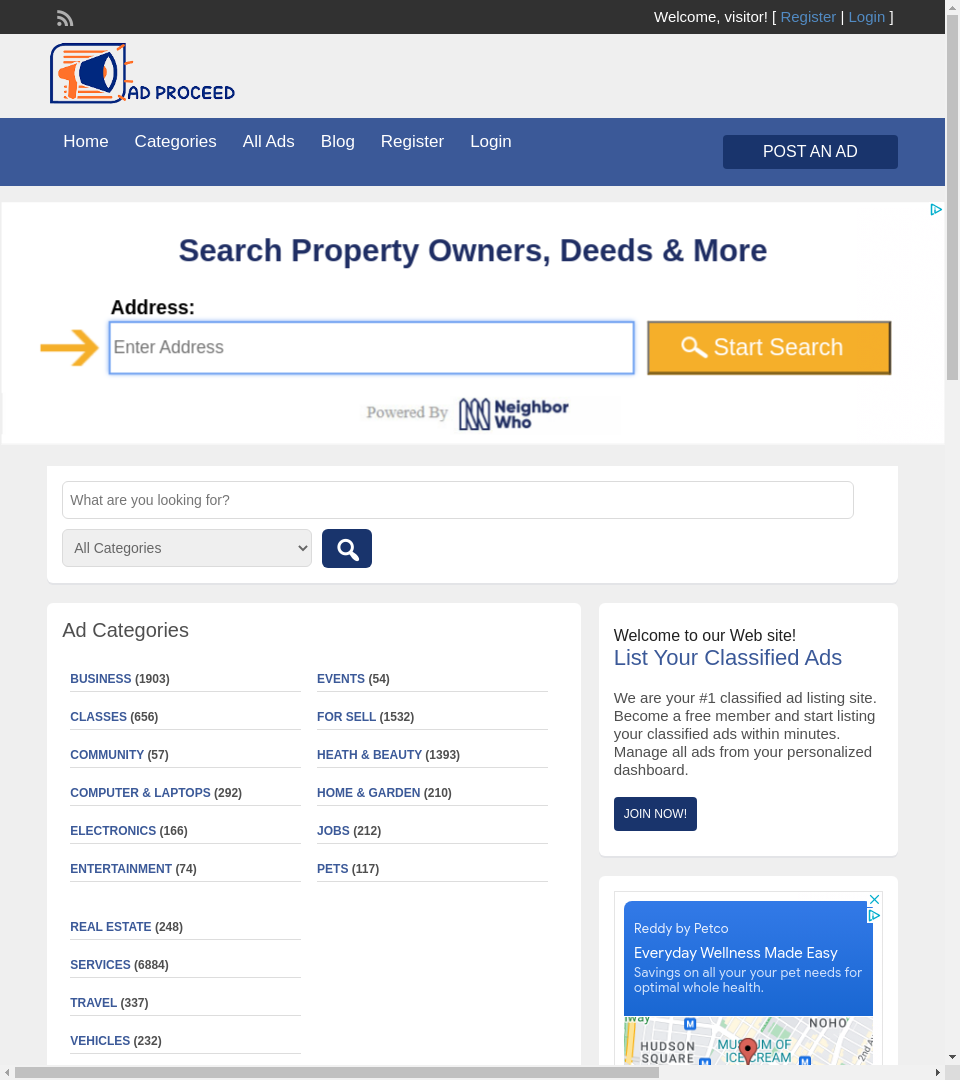 Welcome, visitor! [ Register | Login ]
AD PROCEED
Home Categories All Ads Blog Register Login
POST AN AD
Search Property Owners, Deeds & More
Address:
Enter Address
Start Search
Powered By Neighbor Who
What are you looking for?
All Categories
Ad Categories
BUSINESS (1903)
CLASSES (656)
COMMUNITY (57)
COMPUTER & LAPTOPS (292)
ELECTRONICS (166)
ENTERTAINMENT (74)
EVENTS (54)
FOR SELL (1532)
HEATH & BEAUTY (1393)
HOME & GARDEN (210)
JOBS (212)
PETS (117)
REAL ESTATE (248)
SERVICES (6884)
TRAVEL (337)
VEHICLES (232)
Welcome to our Web site!
List Your Classified Ads
We are your #1 classified ad listing site.
Become a free member and start listing
your classified ads within minutes.
Manage all ads from your personalized
dashboard.
JOIN NOW!
Reddy by Petco
Everyday Wellness Made Easy
Savings on all your your pet needs for
optimal whole health.
NOHO
HUDSON
SQUARE
MUSEUM OF
ICE CREAM
2nd A